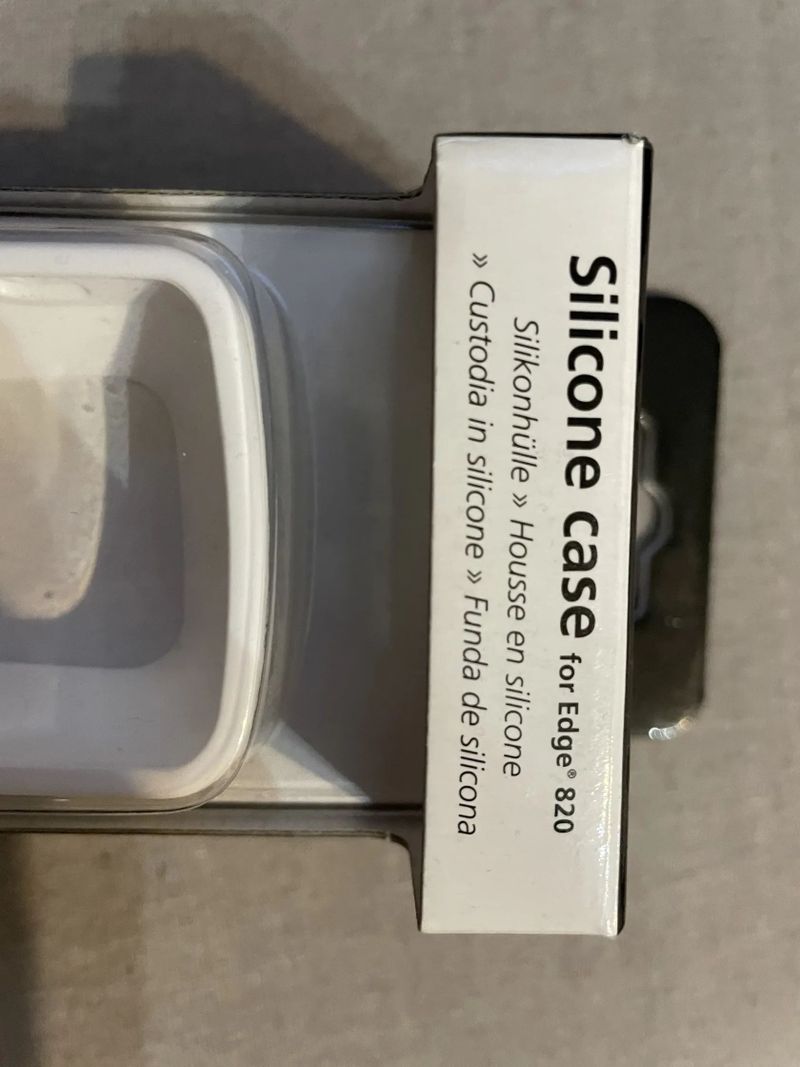 Silicone case for Edge® 820
Silikonhülle » Housse en silicone
» Custodia in silicone » Funda de silicona